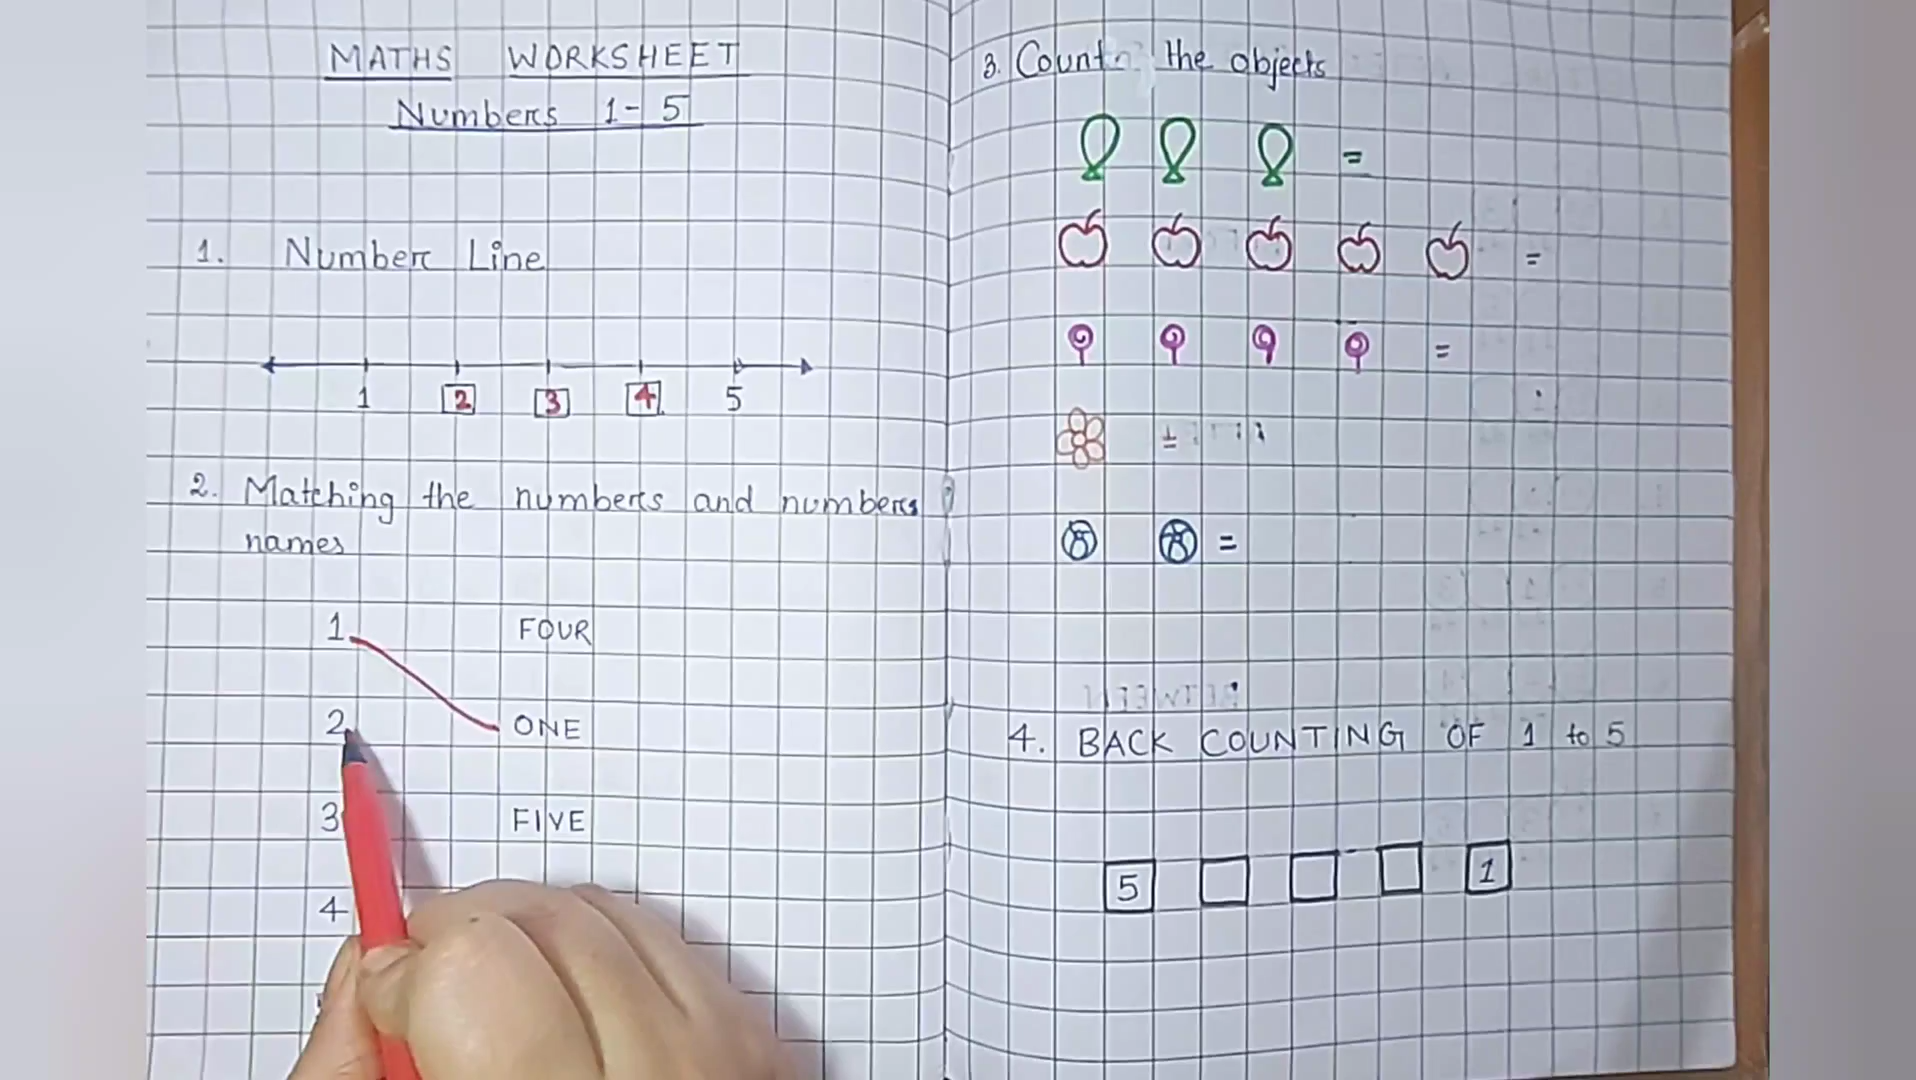 MATHS WORKSHEET
Numbers 1-5
1. Number Line
1 2 3 4 5
2. Matching the numbers and numbers
names
1 FOUR
2 ONE
3 FIVE
4
3. Count the objects
=
=
=
=
=
4. BACK COUNTING OF 1 to 5
5 1